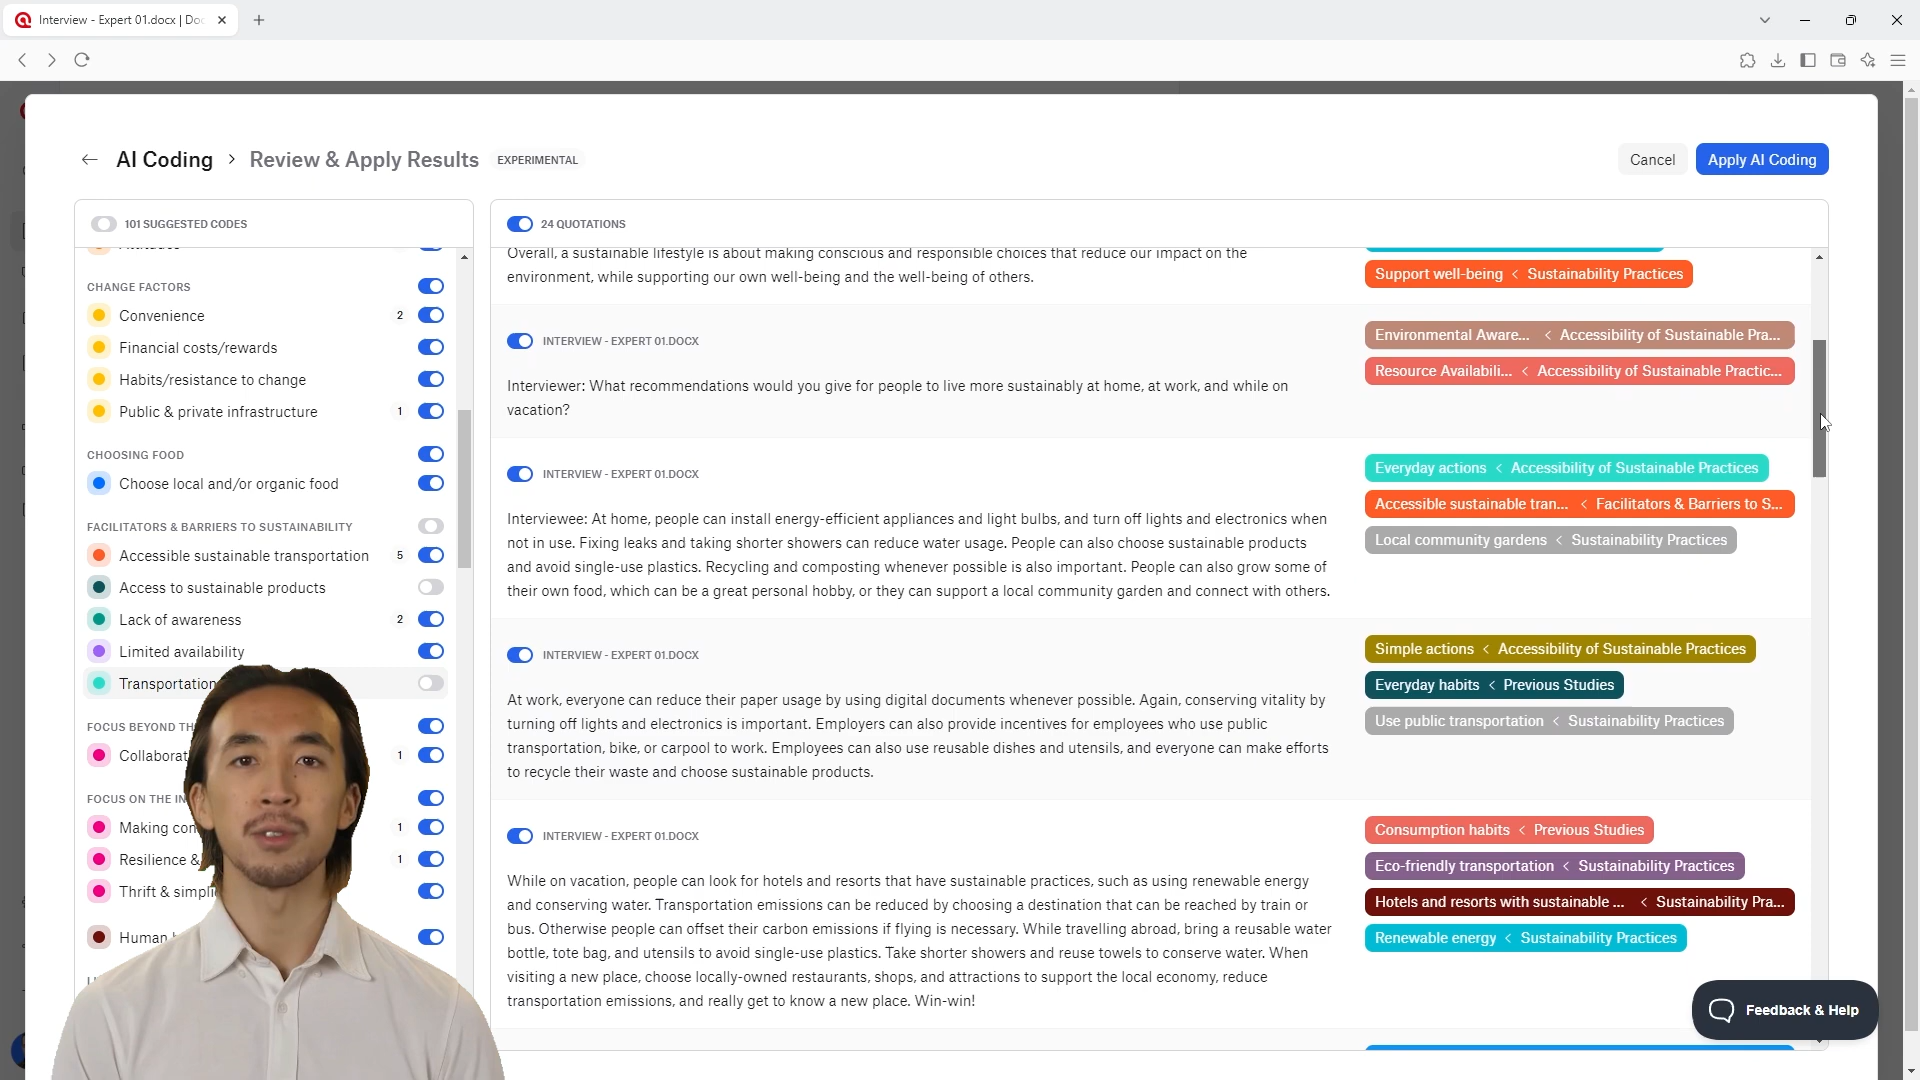 Interview - Expert 01.docx | Do
AI Coding > Review & Apply Results EXPERIMENTAL
Cancel
Apply AI Coding
101 SUGGESTED CODES
CHANGE FACTORS
Convenience 2
Financial costs/rewards
Habits/resistance to change
Public & private infrastructure 1
CHOOSING FOOD
Choose local and/or organic food
FACILITATORS & BARRIERS TO SUSTAINABILITY
Accessible sustainable transportation 5
Access to sustainable products
Lack of awareness 2
Limited availability
Transportation
FOCUS BEYOND TH
Collaborat 1
FOCUS ON THE IN
Making con 1
Resilience & 1
Thrift & simpli
Human
24 QUOTATIONS
Overall, a sustainable lifestyle is about making conscious and responsible choices that reduce our impact on the
environment, while supporting our own well-being and the well-being of others.
Support well-being < Sustainability Practices
INTERVIEW - EXPERT 01.DOCX
Interviewer: What recommendations would you give for people to live more sustainably at home, at work, and while on
vacation?
Environmental Aware... < Accessibility of Sustainable Pra...
Resource Availabili... < Accessibility of Sustainable Practic...
INTERVIEW - EXPERT 01.DOCX
Interviewee: At home, people can install energy-efficient appliances and light bulbs, and turn off lights and electronics when
not in use. Fixing leaks and taking shorter showers can reduce water usage. People can also choose sustainable products
and avoid single-use plastics. Recycling and composting whenever possible is also important. People can also grow some of
their own food, which can be a great personal hobby, or they can support a local community garden and connect with others.
Everyday actions < Accessibility of Sustainable Practices
Accessible sustainable tran... < Facilitators & Barriers to S...
Local community gardens < Sustainability Practices
INTERVIEW - EXPERT 01.DOCX
At work, everyone can reduce their paper usage by using digital documents whenever possible. Again, conserving vitality by
turning off lights and electronics is important. Employers can also provide incentives for employees who use public
transportation, bike, or carpool to work. Employees can also use reusable dishes and utensils, and everyone can make efforts
to recycle their waste and choose sustainable products.
Simple actions < Accessibility of Sustainable Practices
Everyday habits < Previous Studies
Use public transportation < Sustainability Practices
INTERVIEW - EXPERT 01.DOCX
While on vacation, people can look for hotels and resorts that have sustainable practices, such as using renewable energy
and conserving water. Transportation emissions can be reduced by choosing a destination that can be reached by train or
bus. Otherwise people can offset their carbon emissions if flying is necessary. While travelling abroad, bring a reusable water
bottle, tote bag, and utensils to avoid single-use plastics. Take shorter showers and reuse towels to conserve water. When
visiting a new place, choose locally-owned restaurants, shops, and attractions to support the local economy, reduce
transportation emissions, and really get to know a new place. Win-win!
Consumption habits < Previous Studies
Eco-friendly transportation < Sustainability Practices
Hotels and resorts with sustainable ... < Sustainability Pra...
Renewable energy < Sustainability Practices
Feedback & Help